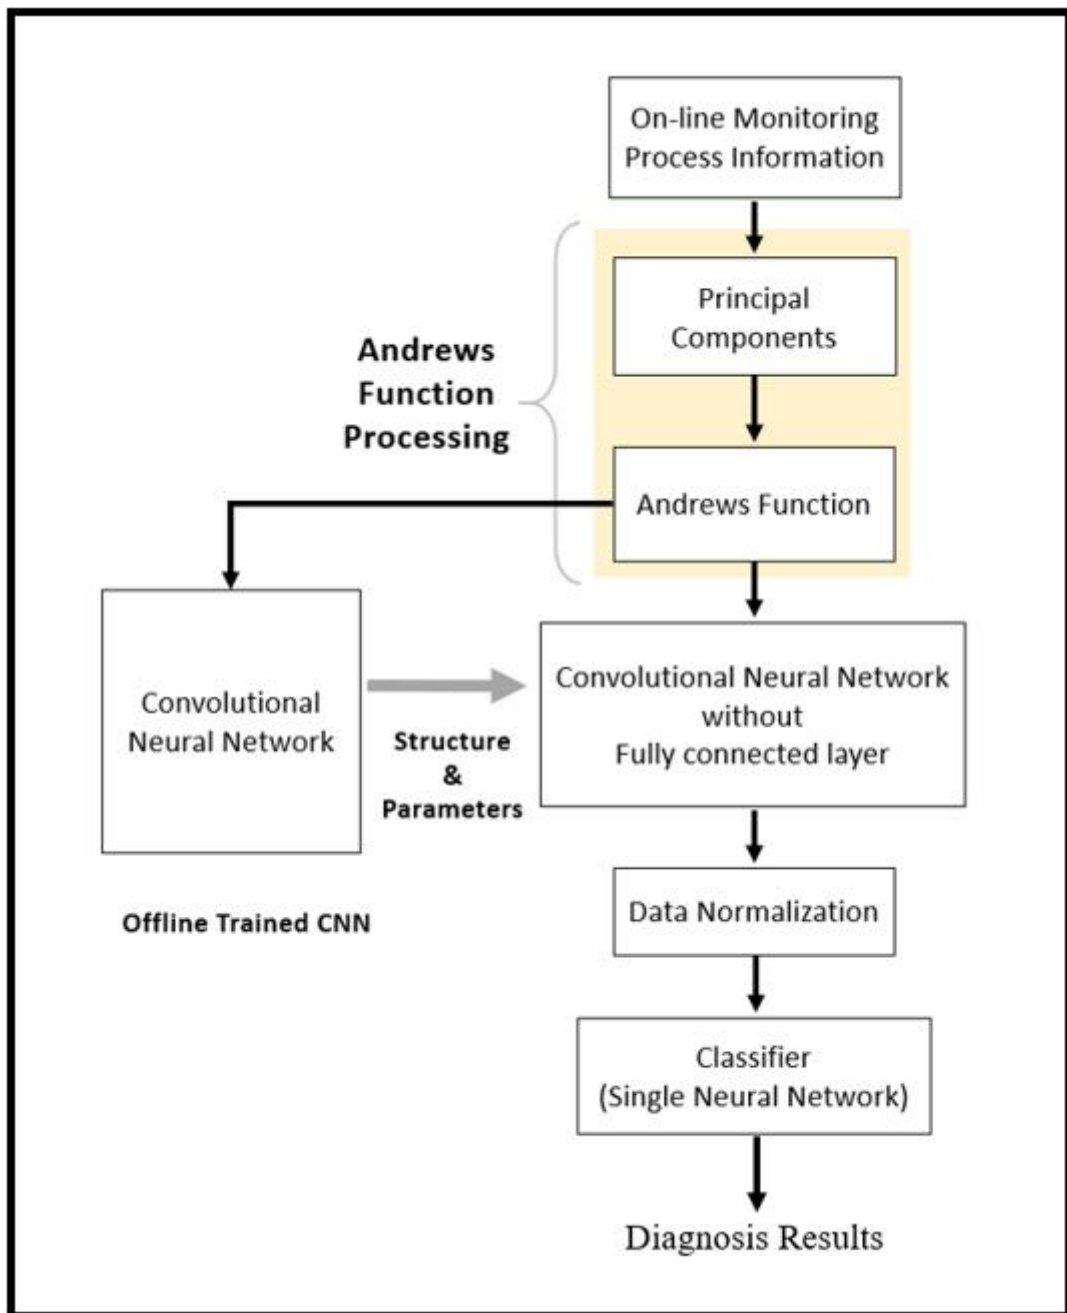 On-line Monitoring
Process Information
Principal
Components
Andrews
Function
Processing
Andrews Function
Convolutional
Neural Network
Structure
&
Parameters
Convolutional Neural Network
without
Fully connected layer
Offline Trained CNN
Data Normalization
Classifier
(Single Neural Network)
Diagnosis Results